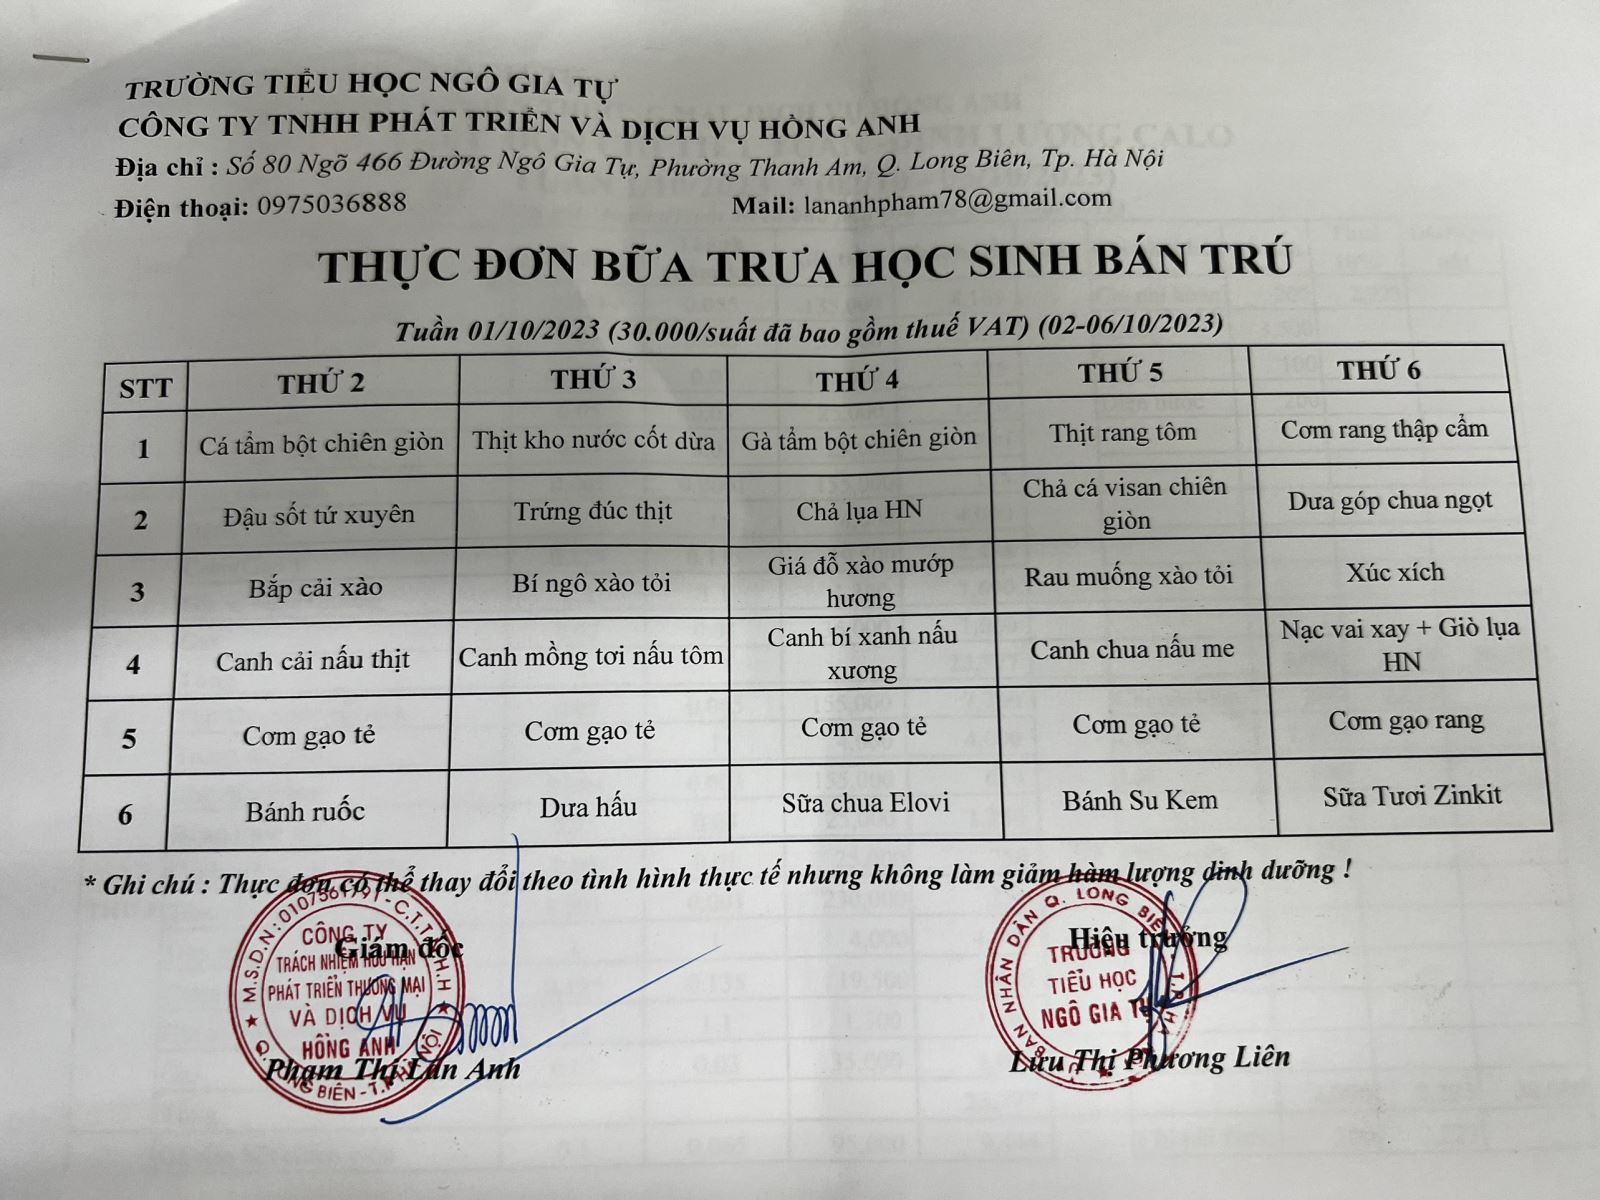 TRƯỜNG TIỂU HỌC NGÔ GIA TỰ
CÔNG TY TNHH PHÁT TRIỂN VÀ DỊCH VỤ HỒNG ANH
Địa chỉ : Số 80 Ngõ 466 Đường Ngô Gia Tự, Phường Thanh Am, Q. Long Biên, Tp. Hà Nội
Điện thoại: 0975036888 Mail: lananhpham78@gmail.com
THỰC ĐƠN BỮA TRƯA HỌC SINH BÁN TRÚ
Tuần 01/10/2023 (30.000/suất đã bao gồm thuế VAT) (02-06/10/2023)
STT THỨ 2 THỨ 3 THỨ 4 THỨ 5 THỨ 6
1 Cá tẩm bột chiên giòn Thịt kho nước cốt dừa Gà tẩm bột chiên giòn Thịt rang tôm Cơm rang thập cẩm
2 Đậu sốt tứ xuyên Trứng đúc thịt Chả lụa HN Chả cá visan chiên giòn Dưa góp chua ngọt
3 Bắp cải xào Bí ngô xào tỏi Giá đỗ xào mướp hương Rau muống xào tỏi Xúc xích
4 Canh cải nấu thịt Canh mồng tơi nấu tôm Canh bí xanh nấu xương Canh chua nấu me Nạc vai xay + Giò lụa HN
5 Cơm gạo tẻ Cơm gạo tẻ Cơm gạo tẻ Cơm gạo tẻ Cơm gạo rang
6 Bánh ruốc Dưa hấu Sữa chua Elovi Bánh Su Kem Sữa Tươi Zinkit
* Ghi chú : Thực đơn có thể thay đổi theo tình hình thực tế nhưng không làm giảm hàm lượng dinh dưỡng !
Giám đốc Hiệu trưởng
CÔNG TY
TRÁCH NHIỆM HỮU HẠN
PHÁT TRIỂN THƯƠNG MẠI
VÀ DỊCH VỤ
HỒNG ANH
TRƯỜNG
TIỂU HỌC
NGÔ GIA TỰ
Phạm Thị Lan Anh Lưu Thị Phương Liên